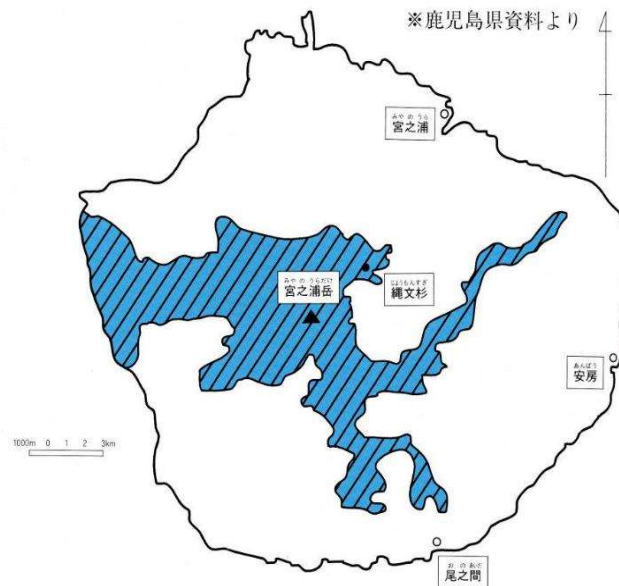 ※鹿児島県資料より
みやのうら
宮之浦
みやのうらだけ
宮之浦岳
じょうもんすぎ
縄文杉
あんぼう
安房
1000m 0 1 2 3km
おのあいだ
尾之間